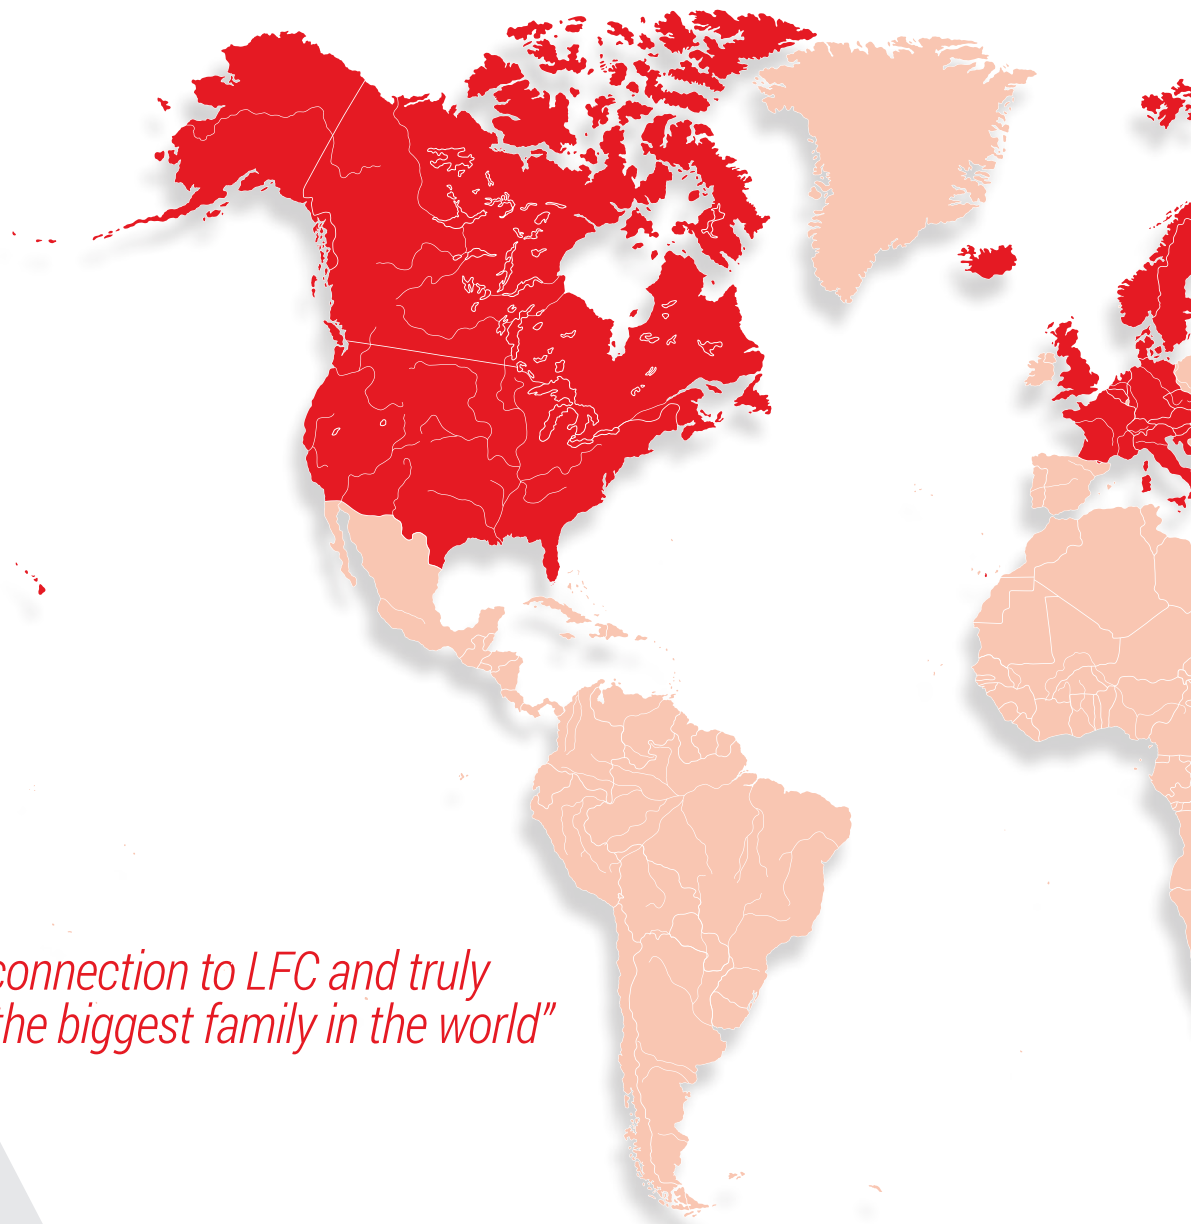 connection to LFC and truly
the biggest family in the world”